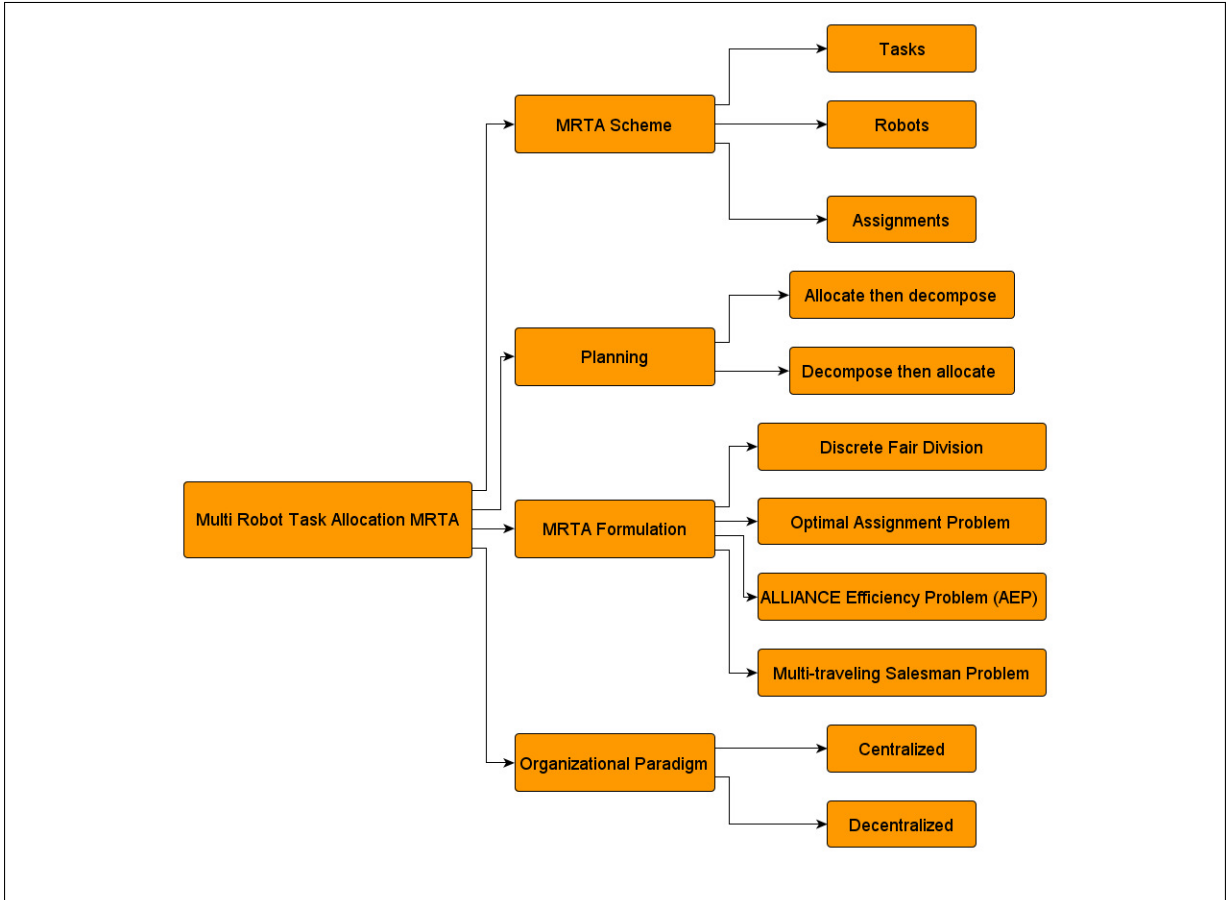 Multi Robot Task Allocation MRTA
MRTA Scheme
Tasks
Robots
Assignments
Planning
Allocate then decompose
Decompose then allocate
MRTA Formulation
Discrete Fair Division
Optimal Assignment Problem
ALLIANCE Efficiency Problem (AEP)
Multi-traveling Salesman Problem
Organizational Paradigm
Centralized
Decentralized